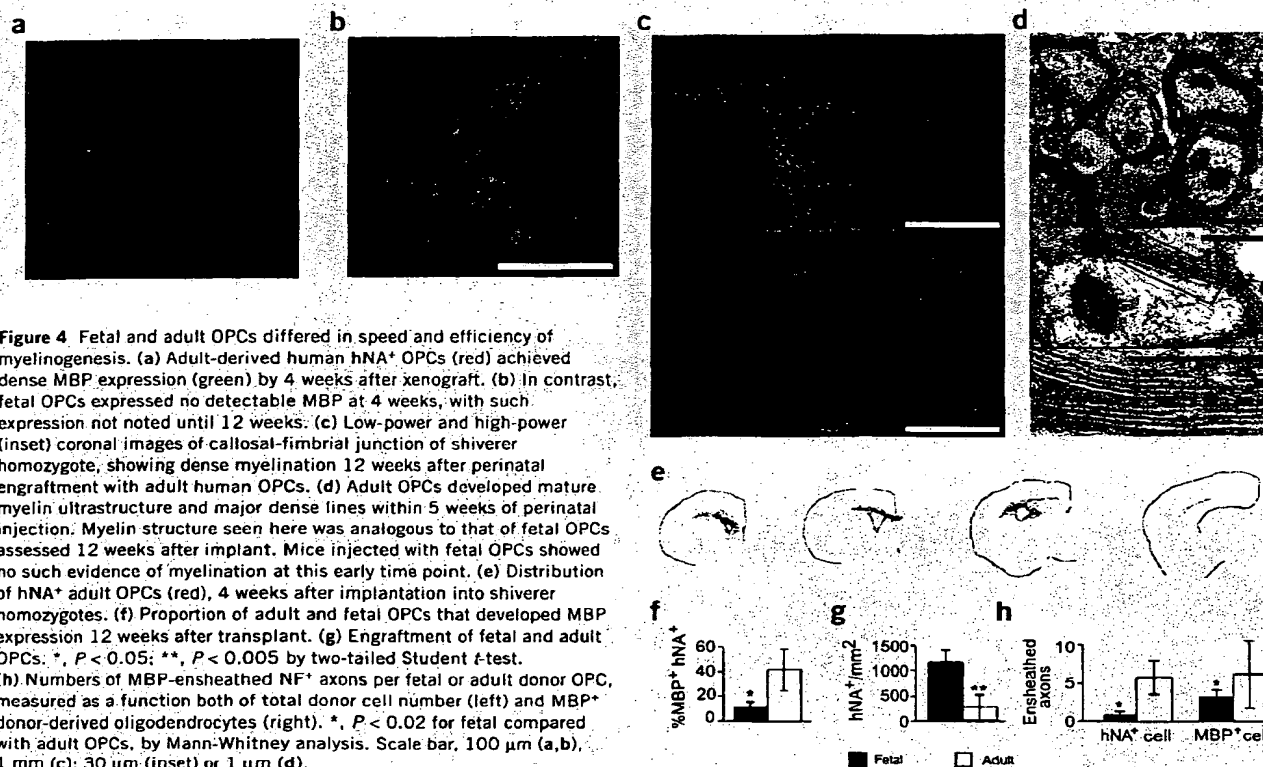 a
b
c
d
Figure 4 Fetal and adult OPCs differed in speed and efficiency of
myelinogenesis. (a) Adult-derived human hNA⁺ OPCs (red) achieved
dense MBP expression (green) by 4 weeks after xenograft. (b) In contrast,
fetal OPCs expressed no detectable MBP at 4 weeks, with such
expression not noted until 12 weeks. (c) Low-power and high-power
(inset) coronal images of callosal-fimbrial junction of shiverer
homozygote, showing dense myelination 12 weeks after perinatal
engraftment with adult human OPCs. (d) Adult OPCs developed mature
myelin ultrastructure and major dense lines within 5 weeks of perinatal
injection. Myelin structure seen here was analogous to that of fetal OPCs
assessed 12 weeks after implant. Mice injected with fetal OPCs showed
no such evidence of myelination at this early time point. (e) Distribution
of hNA⁺ adult OPCs (red), 4 weeks after implantation into shiverer
homozygotes. (f) Proportion of adult and fetal OPCs that developed MBP
expression 12 weeks after transplant. (g) Engraftment of fetal and adult
OPCs. *, P < 0.05; **, P < 0.005 by two-tailed Student t-test.
(h) Numbers of MBP-ensheathed NF⁺ axons per fetal or adult donor OPC,
measured as a function both of total donor cell number (left) and MBP⁺
donor-derived oligodendrocytes (right). *, P < 0.02 for fetal compared
with adult OPCs, by Mann-Whitney analysis. Scale bar, 100 µm (a,b),
1 mm (c); 30 µm (inset) or 1 µm (d).
e
f
%MBP⁺ hNA⁺
60
40
20
0
*
g
hNA⁺/mm²
1500
1000
500
0
**
h
Ensheathed
axons
10
5
0
*
*
hNA⁺ cell MBP⁺cel
Fetal Adult